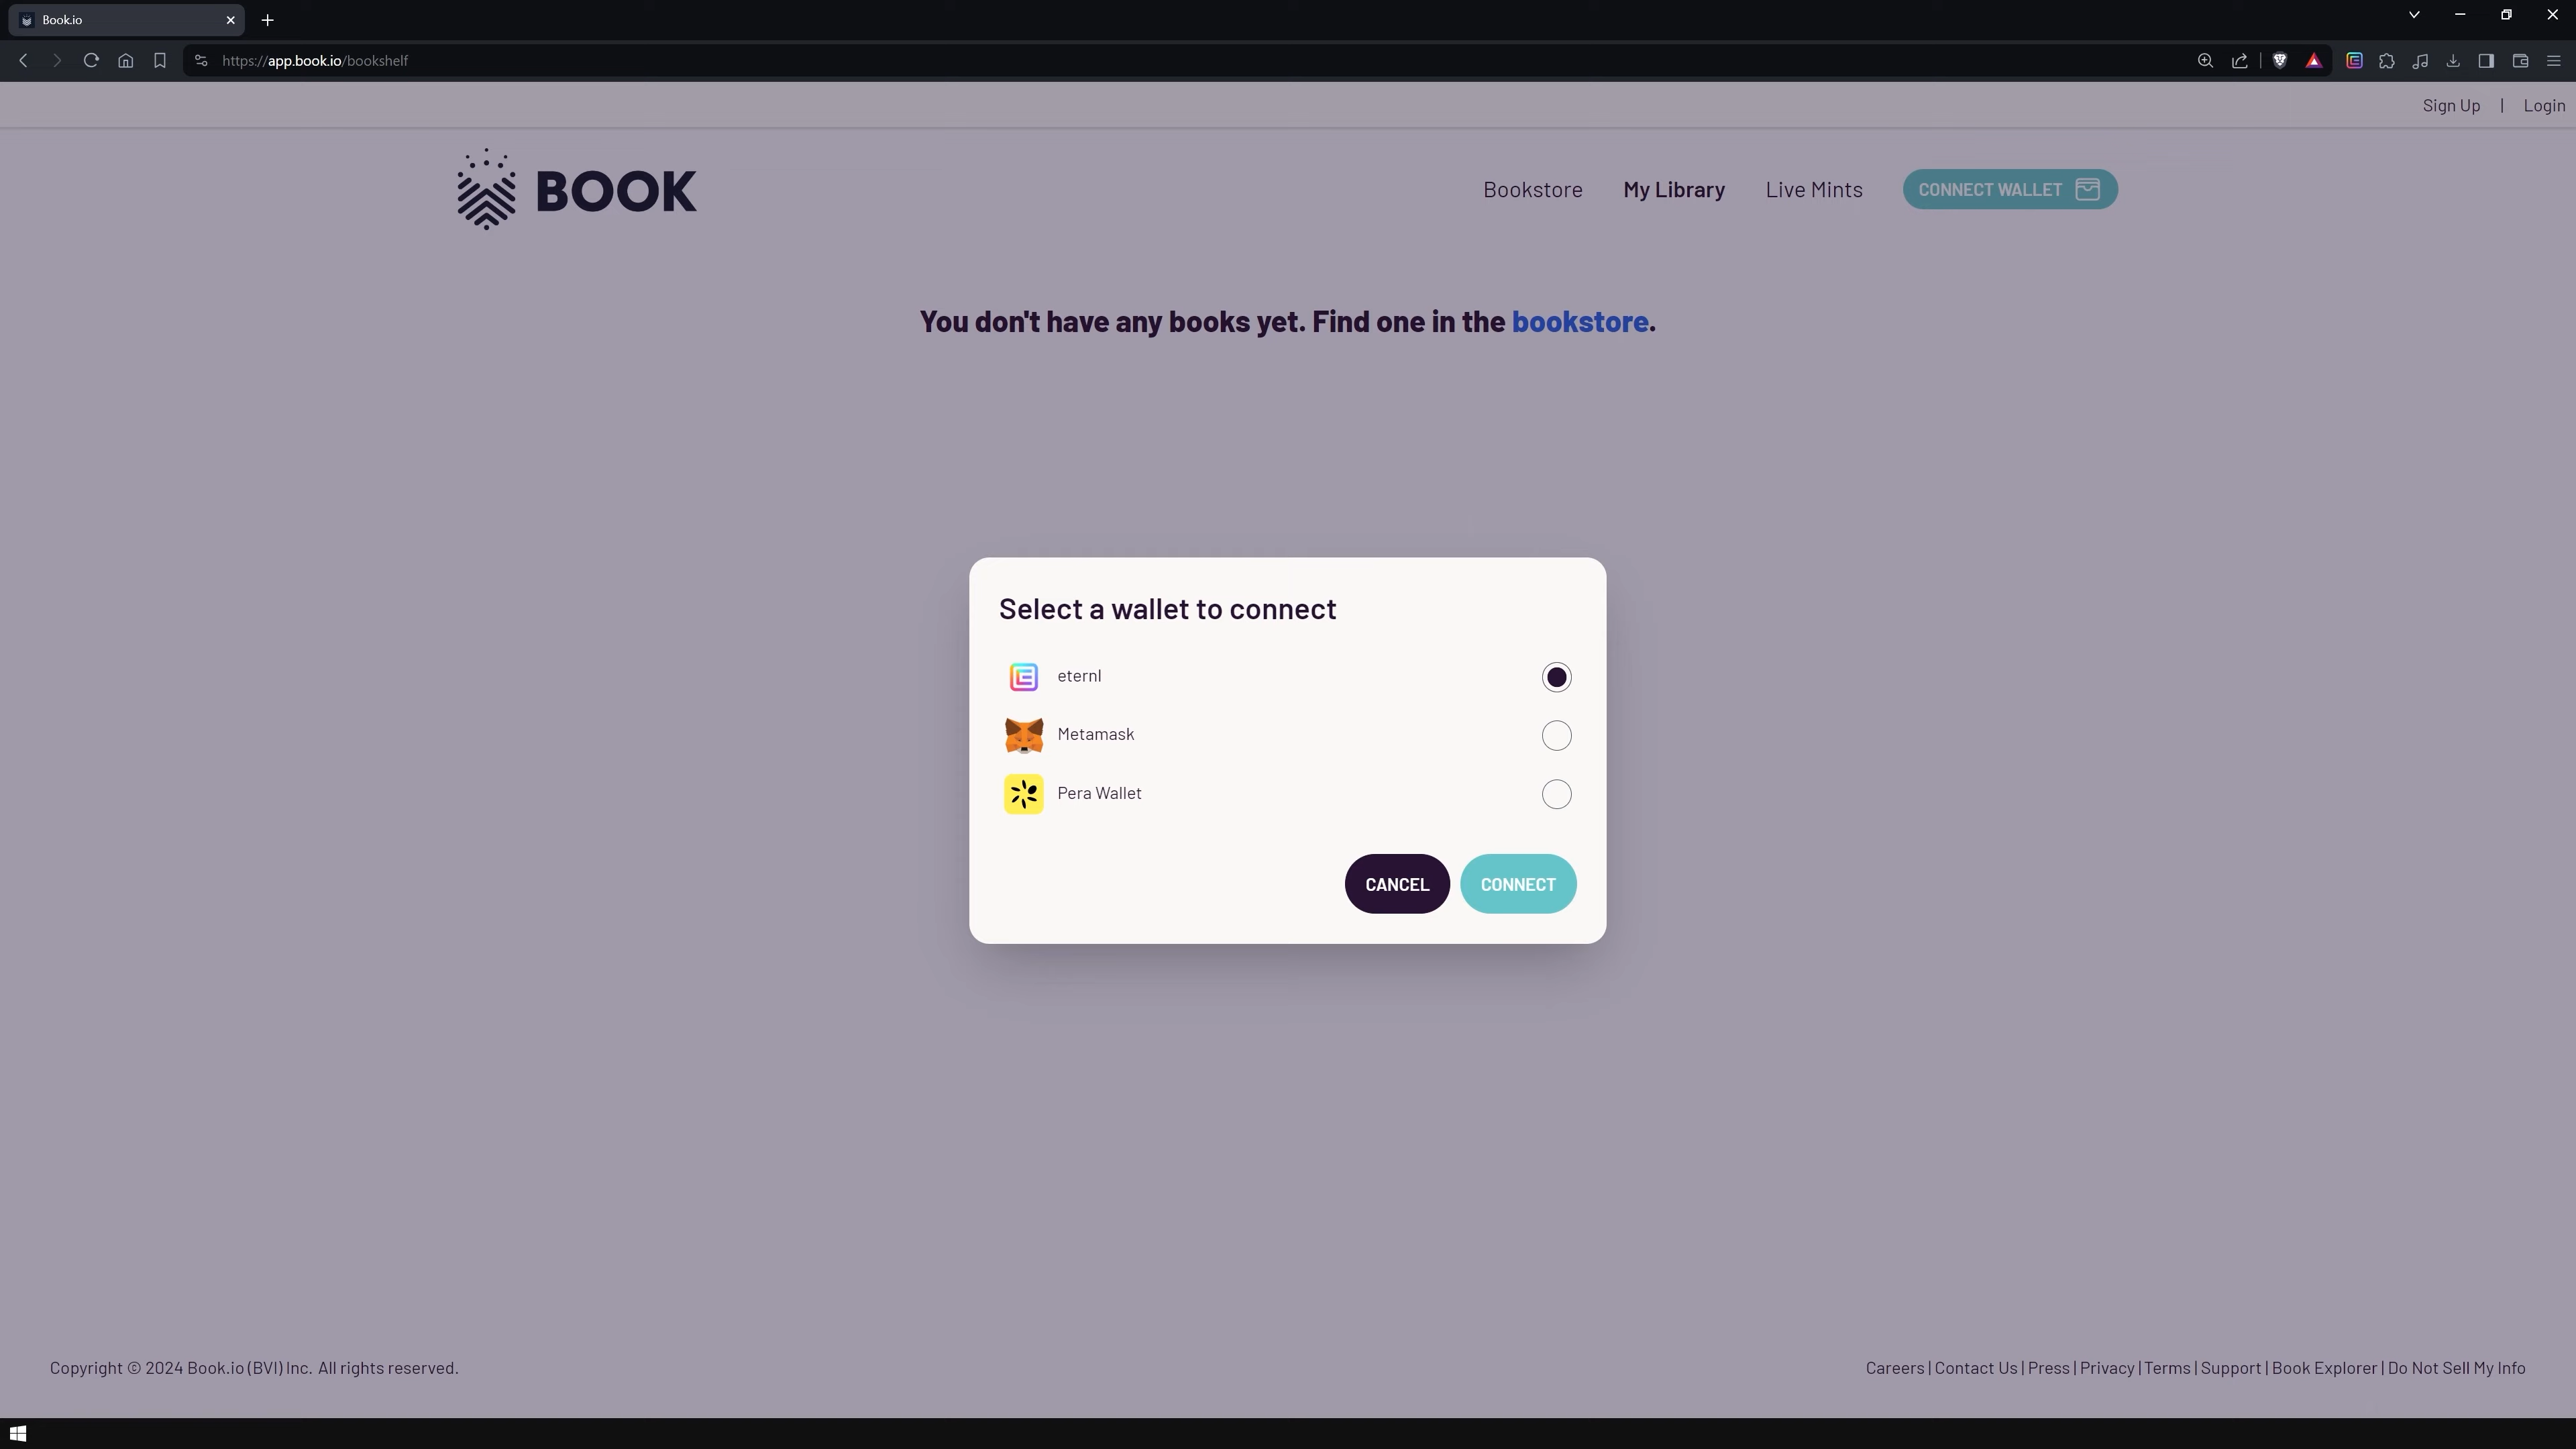 Book.io
https://app.book.io/bookshelf
Sign Up | Login
BOOK
Bookstore My Library Live Mints CONNECT WALLET
You don't have any books yet. Find one in the bookstore.
Select a wallet to connect
eternl
Metamask
Pera Wallet
CANCEL CONNECT
Copyright © 2024 Book.io (BVI) Inc. All rights reserved.
Careers | Contact Us | Press | Privacy | Terms | Support | Book Explorer | Do Not Sell My Info